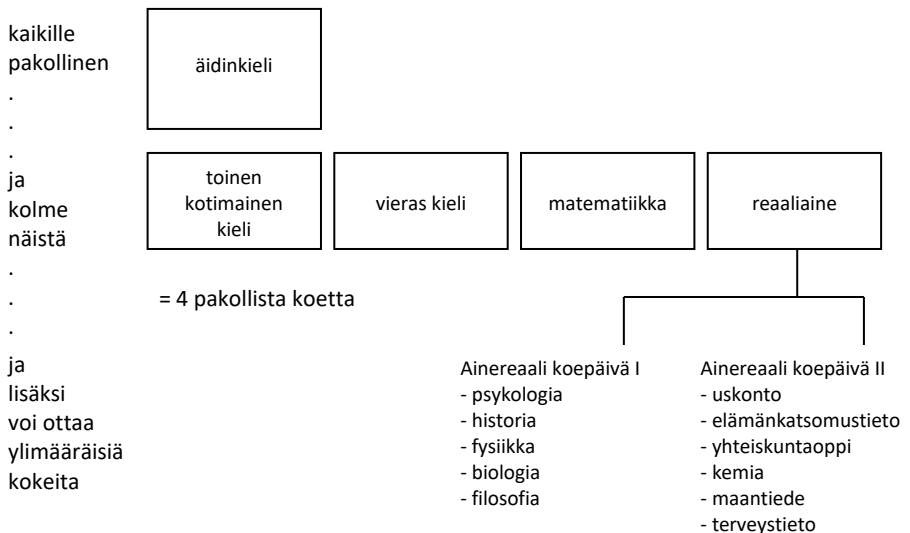 kaikille
pakollinen
.
.
.
äidinkieli
ja
kolme
näistä
toinen
kotimainen
kieli
vieras kieli
matematiikka
reaaliaine
.
.
.
= 4 pakollista koetta
ja
lisäksi
voi ottaa
ylimääräisiä
kokeita
Ainereaali koepäivä I
- psykologia
- historia
- fysiikka
- biologia
- filosofia
Ainereaali koepäivä II
- uskonto
- elämänkatsomustieto
- yhteiskuntaoppi
- kemia
- maantiede
- terveystieto